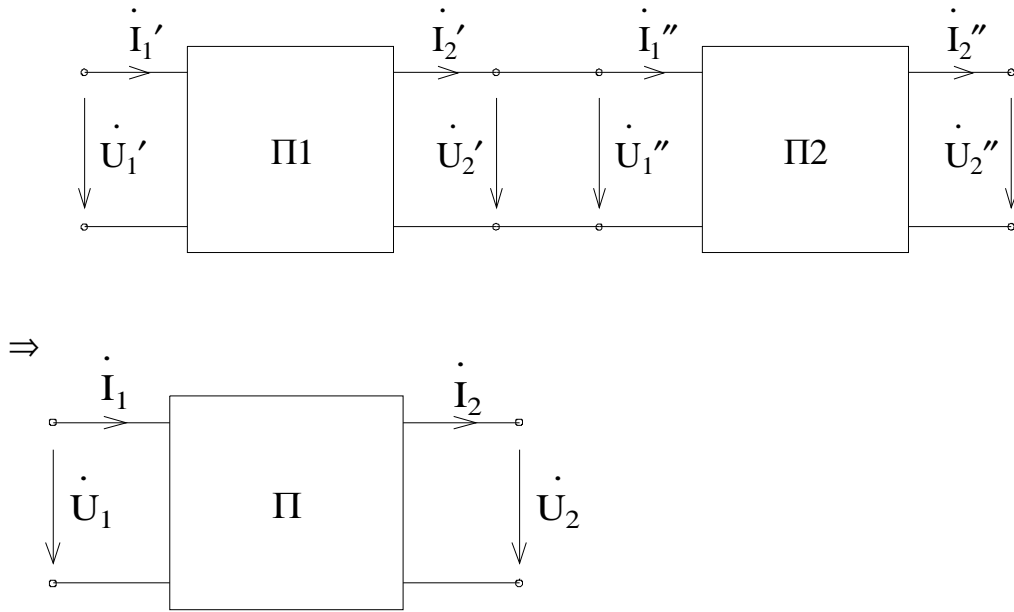 İ₁′ İ₂′ İ₁″ İ₂″
U̇₁′ П1 U̇₂′ U̇₁″ П2 U̇₂″
⇒
İ₁ İ₂
U̇₁ П U̇₂